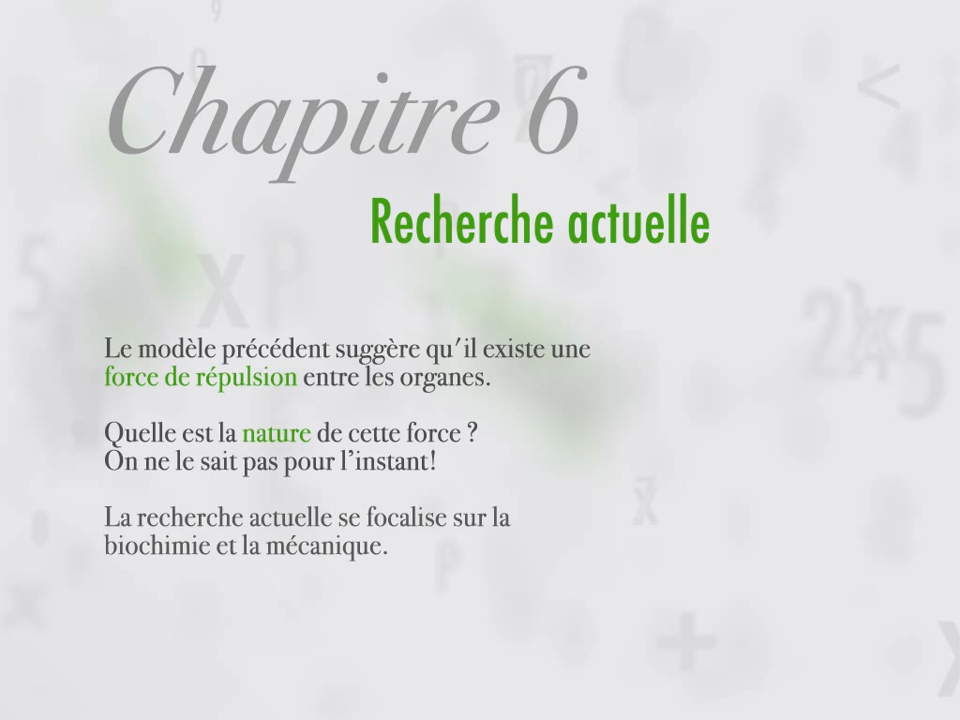 Chapitre 6
Recherche actuelle
Le modèle précédent suggère qu'il existe une
force de répulsion entre les organes.
Quelle est la nature de cette force ?
On ne le sait pas pour l'instant!
La recherche actuelle se focalise sur la
biochimie et la mécanique.